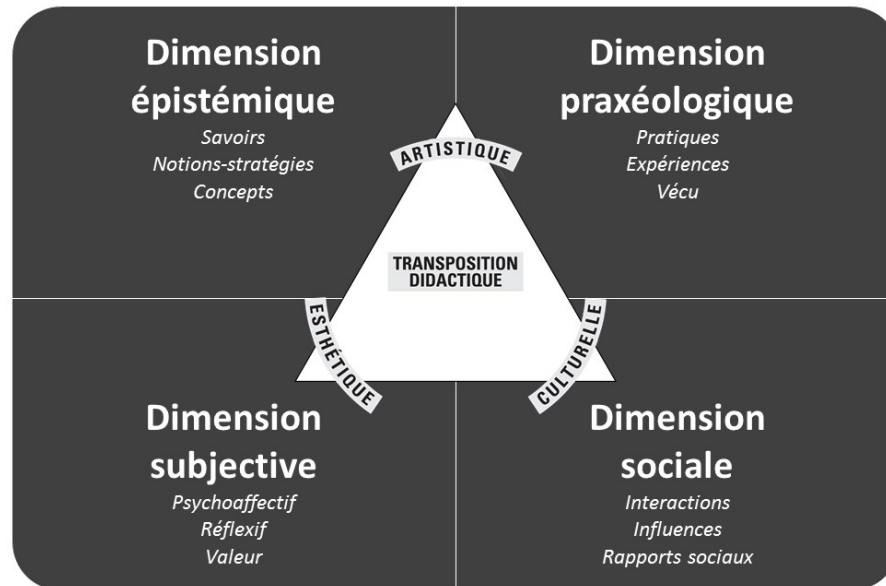 Dimension
épistémique
Savoirs
Notions-stratégies
Concepts
Dimension
praxéologique
Pratiques
Expériences
Vécu
ARTISTIQUE
TRANSPOSITION
DIDACTIQUE
ESTHÉTIQUE
CULTURELLE
Dimension
subjective
Psychoaffectif
Réflexif
Valeur
Dimension
sociale
Interactions
Influences
Rapports sociaux